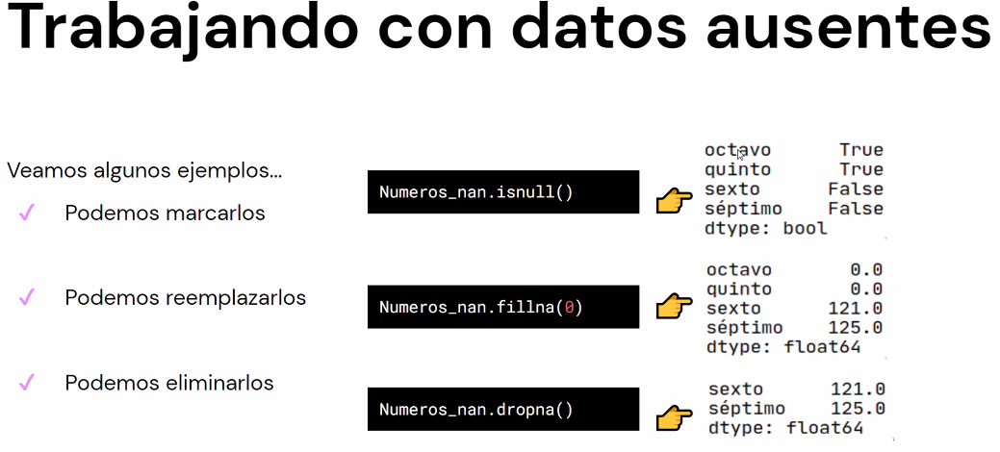 Trabajando con datos ausentes
Veamos algunos ejemplos...
✓ Podemos marcarlos
Numeros_nan.isnull()
octavo True
quinto True
sexto False
séptimo False
dtype: bool
✓ Podemos reemplazarlos
Numeros_nan.fillna(0)
octavo 0.0
quinto 0.0
sexto 121.0
séptimo 125.0
dtype: float64
✓ Podemos eliminarlos
Numeros_nan.dropna()
sexto 121.0
séptimo 125.0
dtype: float64